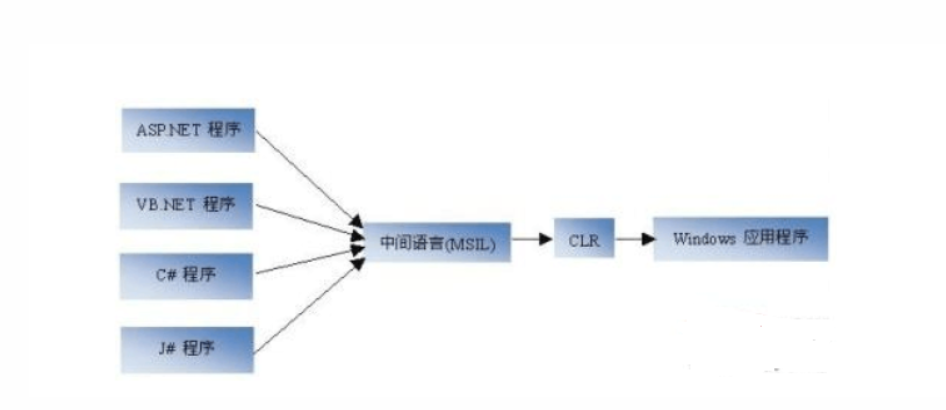 ASP.NET 程序
VB.NET 程序
C# 程序
J# 程序
中间语言(MSIL)
CLR
Windows 应用程序